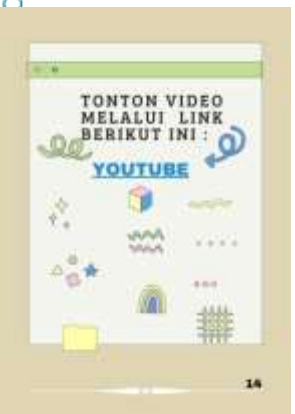 TONTON VIDEO
MELALUI LINK
BERIKUT INI :
YOUTUBE
14